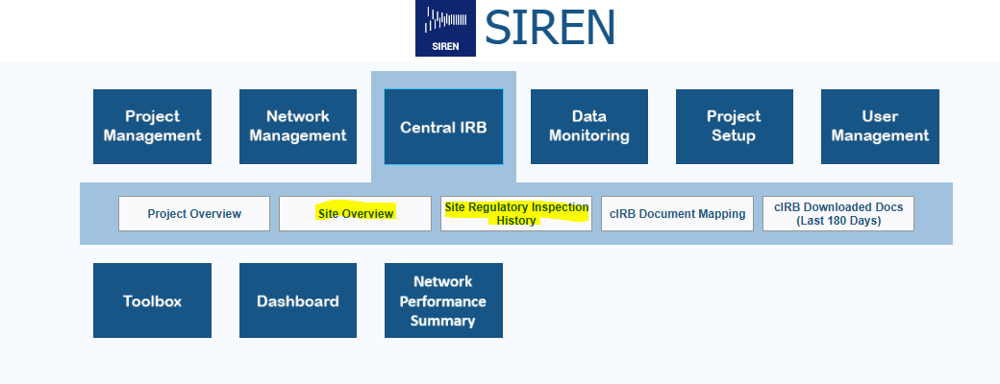 SIREN
SIREN
Project
Management
Network
Management
Central IRB
Data
Monitoring
Project
Setup
User
Management
Project Overview
Site Overview
Site Regulatory Inspection
History
cIRB Document Mapping
cIRB Downloaded Docs
(Last 180 Days)
Toolbox
Dashboard
Network
Performance
Summary